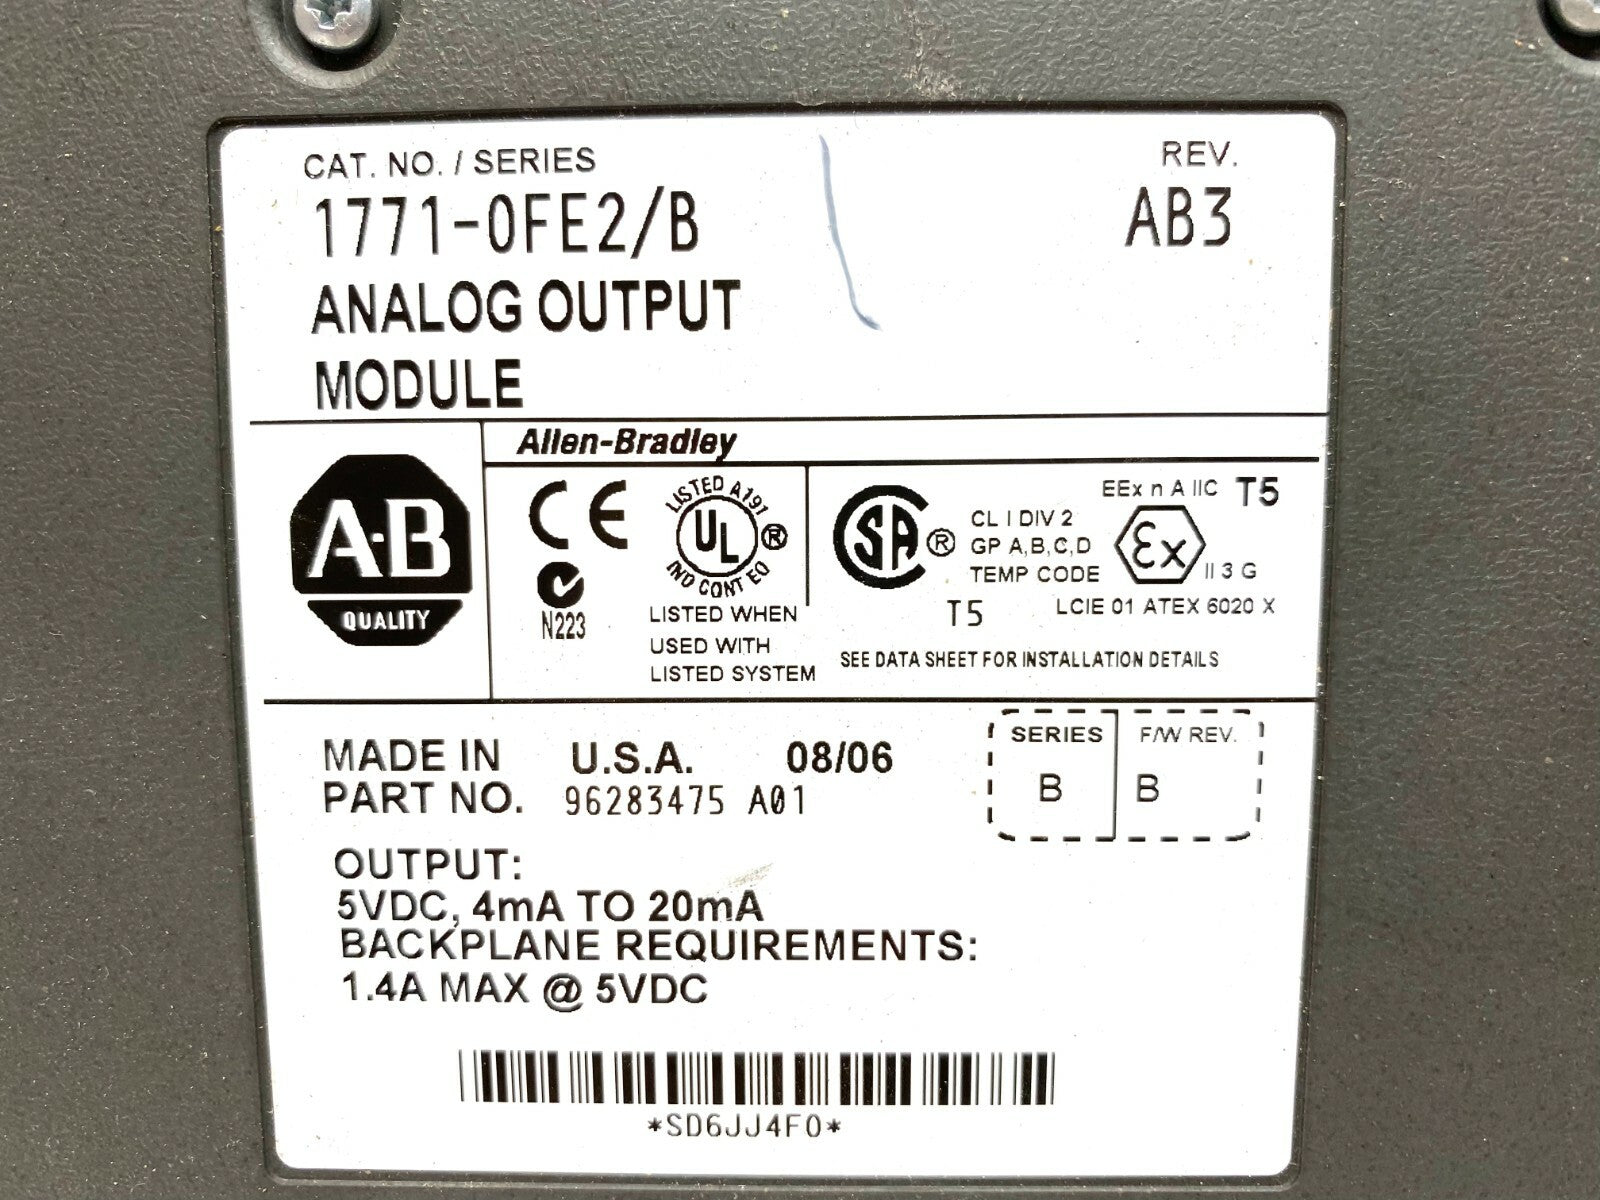 CAT. NO. / SERIES
REV.
1771-0FE2/B
AB3
ANALOG OUTPUT
MODULE
Allen-Bradley
A-B
QUALITY
CE
N223
LISTED A197
UL ®
IND CONT EQ
LISTED WHEN
USED WITH
LISTED SYSTEM
SA ®
CL I DIV 2
GP A,B,C,D
TEMP CODE
T5
EEx n A IIC T5
Ex
II 3 G
LCIE 01 ATEX 6020 X
SEE DATA SHEET FOR INSTALLATION DETAILS
MADE IN U.S.A. 08/06
PART NO. 96283475 A01
SERIES
B
F/W REV.
B
OUTPUT:
5VDC, 4mA TO 20mA
BACKPLANE REQUIREMENTS:
1.4A MAX @ 5VDC
*SD6JJ4F0*